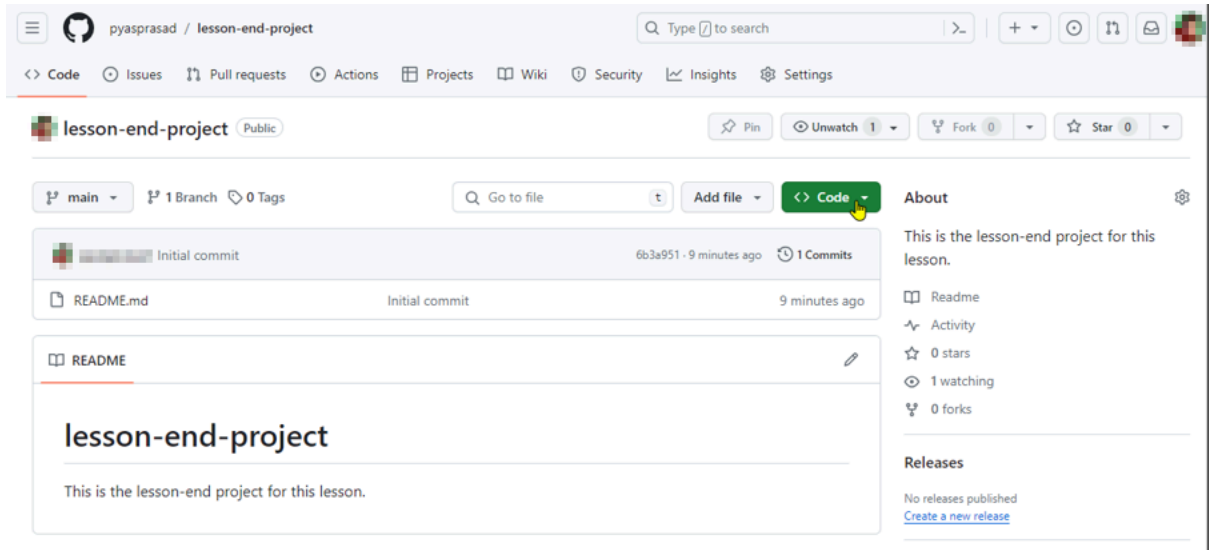 pyasprasad / lesson-end-project
Type / to search
Code Issues Pull requests Actions Projects Wiki Security Insights Settings
lesson-end-project Public
Pin Unwatch 1 Fork 0 Star 0
main 1 Branch 0 Tags Go to file t Add file Code
Initial commit 6b3a951 · 9 minutes ago 1 Commits
README.md Initial commit 9 minutes ago
README
lesson-end-project
This is the lesson-end project for this lesson.
About
This is the lesson-end project for this
lesson.
Readme
Activity
0 stars
1 watching
0 forks
Releases
No releases published
Create a new release